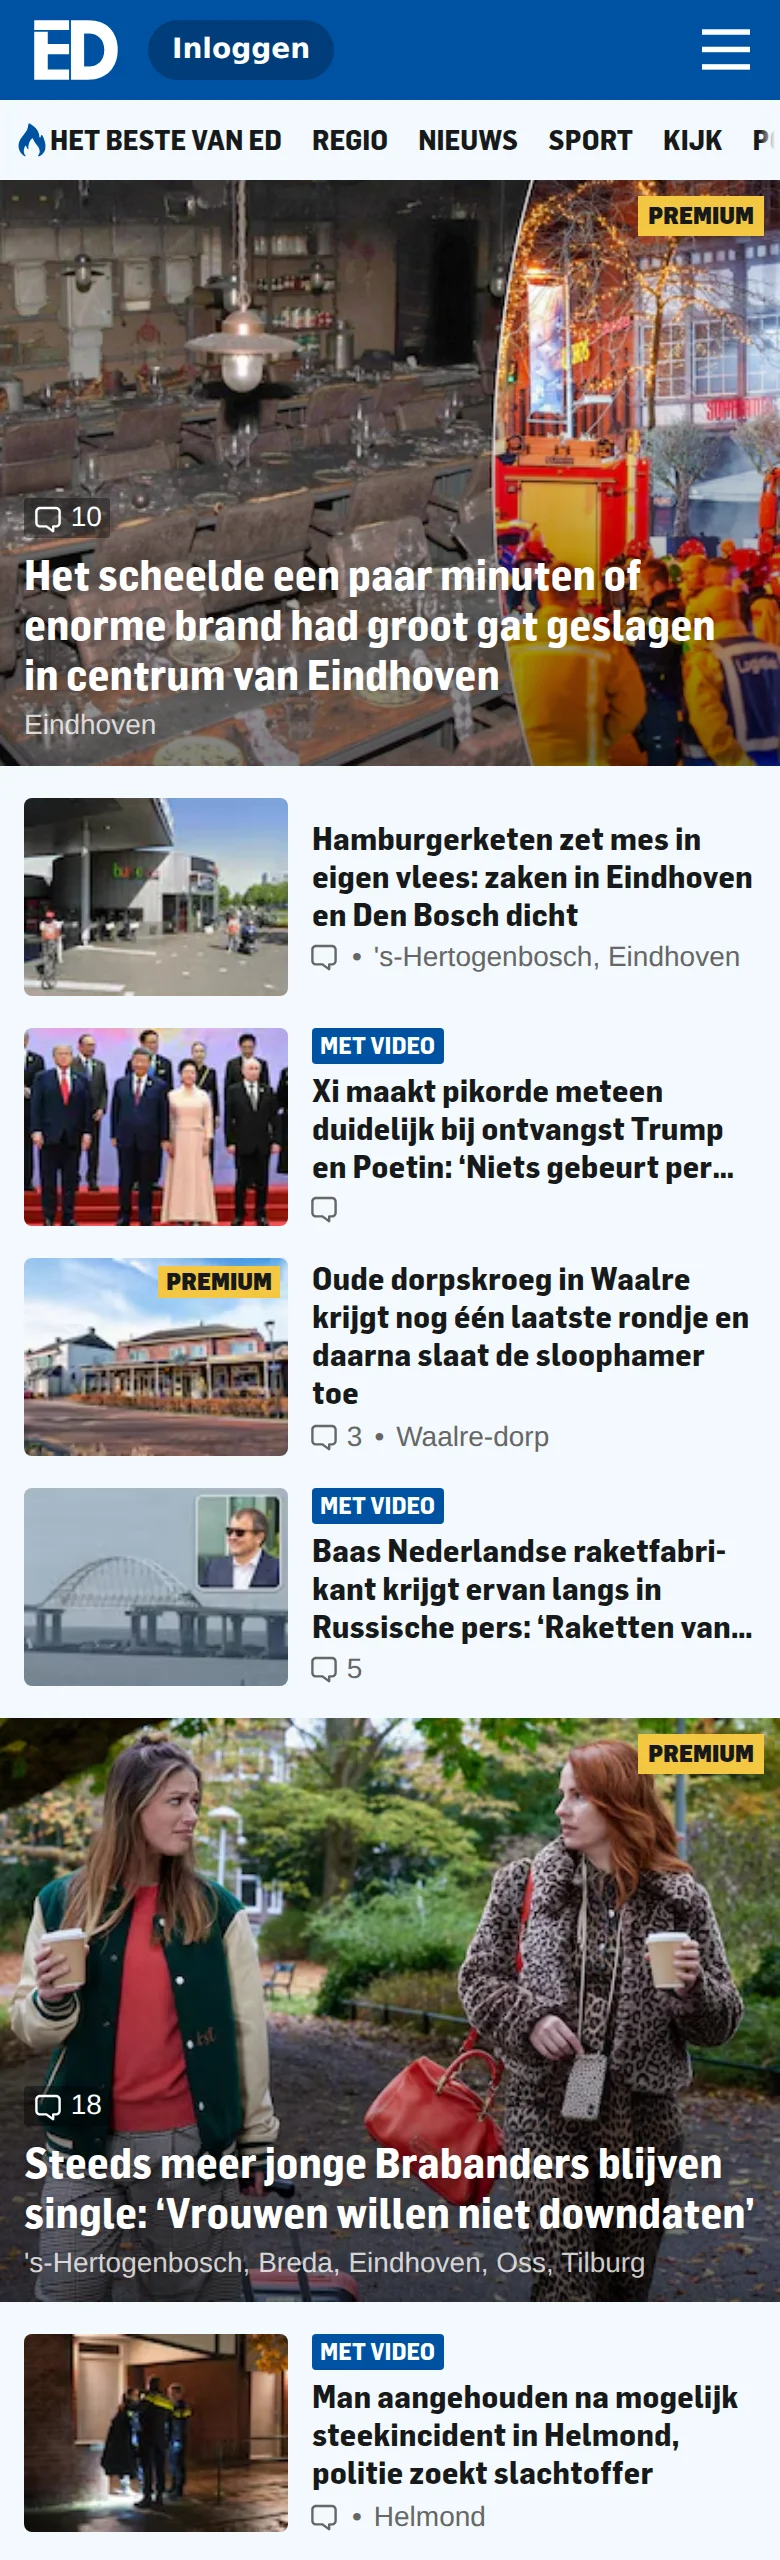 ED
Inloggen
HET BESTE VAN ED REGIO NIEUWS SPORT KIJK
PREMIUM
10
Het scheelde een paar minuten of
enorme brand had groot gat geslagen
in centrum van Eindhoven
Eindhoven
Hamburgerketen zet mes in
eigen vlees: zaken in Eindhoven
en Den Bosch dicht
• 's-Hertogenbosch, Eindhoven
MET VIDEO
Xi maakt pikorde meteen
duidelijk bij ontvangst Trump
en Poetin: ‘Niets gebeurt per...
PREMIUM
Oude dorpskroeg in Waalre
krijgt nog één laatste rondje en
daarna slaat de sloophamer
toe
3 • Waalre-dorp
MET VIDEO
Baas Nederlandse raketfabri-
kant krijgt ervan langs in
Russische pers: ‘Raketten van...
5
PREMIUM
18
Steeds meer jonge Brabanders blijven
single: ‘Vrouwen willen niet downdaten’
's-Hertogenbosch, Breda, Eindhoven, Oss, Tilburg
MET VIDEO
Man aangehouden na mogelijk
steekincident in Helmond,
politie zoekt slachtoffer
• Helmond